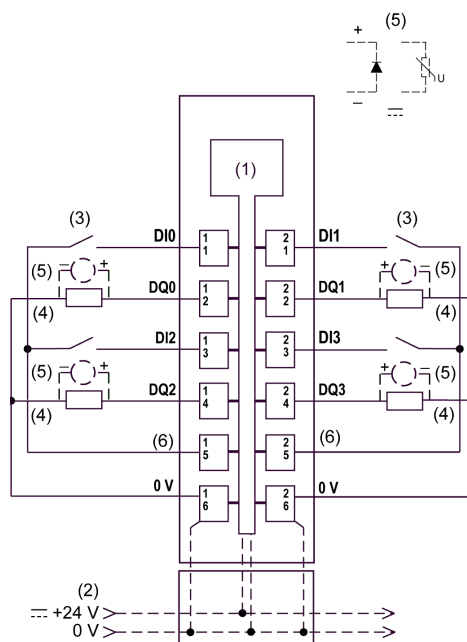 (5)
+
U
−
(1)
(3) (3)
DI0 1 1 2 1 DI1
(5) − + + − (5)
DQ0 1 2 2 2 DQ1
(4) (4)
DI2 1 3 2 3 DI3
(5) − + + − (5)
DQ2 1 4 2 4 DQ3
(4) (4)
(6) 1 5 2 5 (6)
0 V 1 6 2 6 0 V
(2)
+24 V
0 V